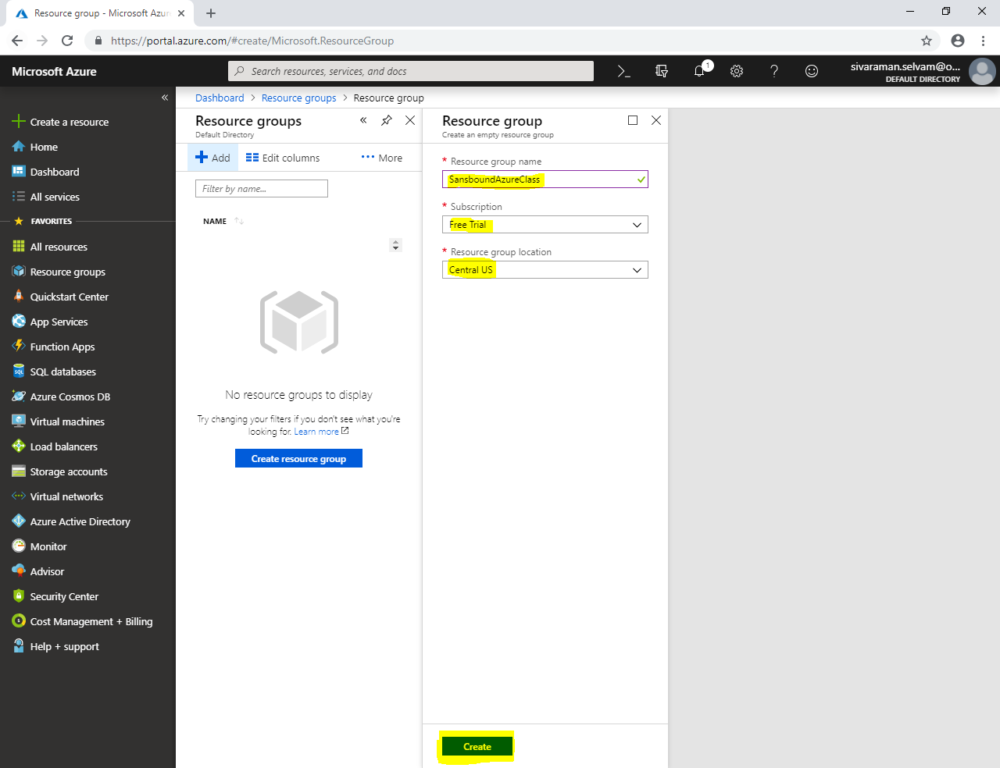 Resource group - Microsoft Azur
https://portal.azure.com/#create/Microsoft.ResourceGroup
Microsoft Azure
Search resources, services, and docs
1
sivaraman.selvam@o...
DEFAULT DIRECTORY
Create a resource
Home
Dashboard
All services
FAVORITES
All resources
Resource groups
Quickstart Center
App Services
Function Apps
SQL databases
Azure Cosmos DB
Virtual machines
Load balancers
Storage accounts
Virtual networks
Azure Active Directory
Monitor
Advisor
Security Center
Cost Management + Billing
Help + support
Dashboard > Resource groups > Resource group
Resource groups
Default Directory
Add
Edit columns
More
Filter by name...
NAME
No resource groups to display
Try changing your filters if you don't see what you're
looking for. Learn more
Create resource group
Resource group
Create an empty resource group
* Resource group name
SansboundAzureClass
* Subscription
Free Trial
* Resource group location
Central US
Create